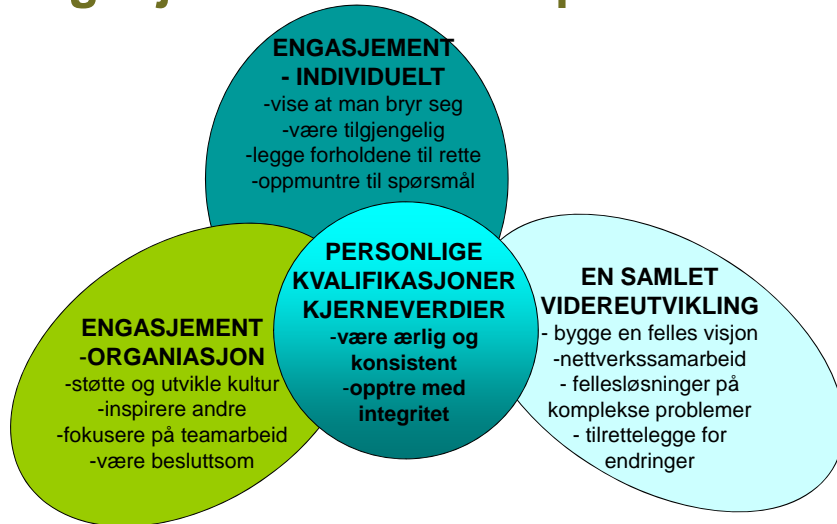 ENGASJEMENT
- INDIVIDUELT
-vise at man bryr seg
-være tilgjengelig
-legge forholdene til rette
-oppmuntre til spørsmål
PERSONLIGE
KVALIFIKASJONER
KJERNEVERDIER
-være ærlig og
konsistent
-opptre med
integritet
ENGASJEMENT
-ORGANIASJON
-støtte og utvikle kultur
-inspirere andre
-fokusere på teamarbeid
-være besluttsom
EN SAMLET
VIDEREUTVIKLING
- bygge en felles visjon
-nettverkssamarbeid
- fellesløsninger på
komplekse problemer
- tilrettelegge for
endringer